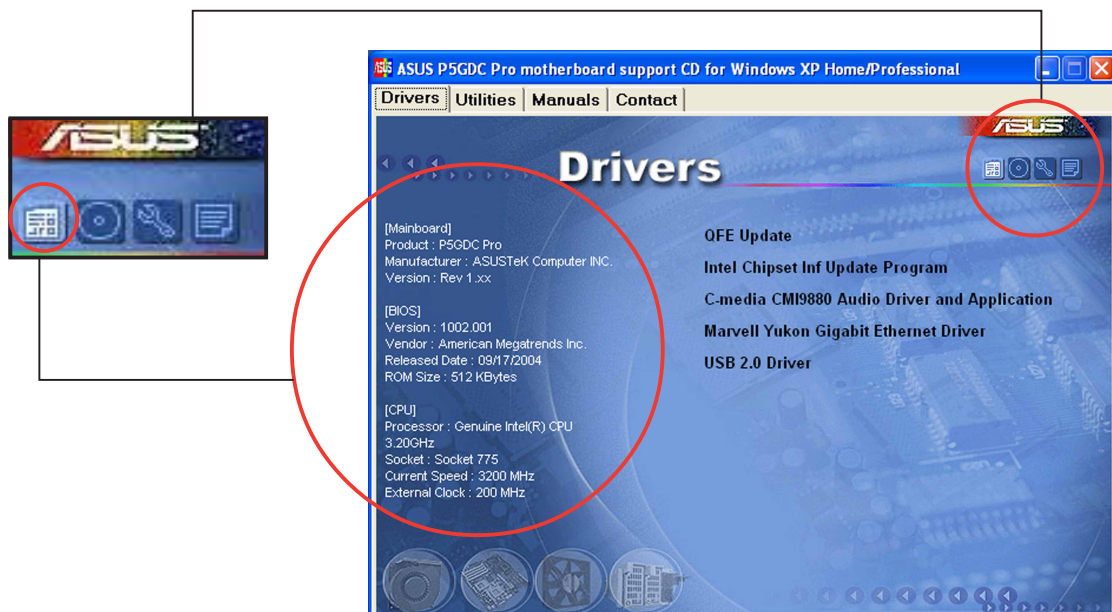 ASUS
ASUS P5GDC Pro motherboard support CD for Windows XP Home/Professional
Drivers Utilities Manuals Contact
ASUS
Drivers
[Mainboard]
Product : P5GDC Pro
Manufacturer : ASUSTeK Computer INC.
Version : Rev 1.xx
[BIOS]
Version : 1002.001
Vendor : American Megatrends Inc.
Released Date : 09/17/2004
ROM Size : 512 KBytes
[CPU]
Processor : Genuine Intel(R) CPU
3.20GHz
Socket : Socket 775
Current Speed : 3200 MHz
External Clock : 200 MHz
QFE Update
Intel Chipset Inf Update Program
C-media CMI9880 Audio Driver and Application
Marvell Yukon Gigabit Ethernet Driver
USB 2.0 Driver